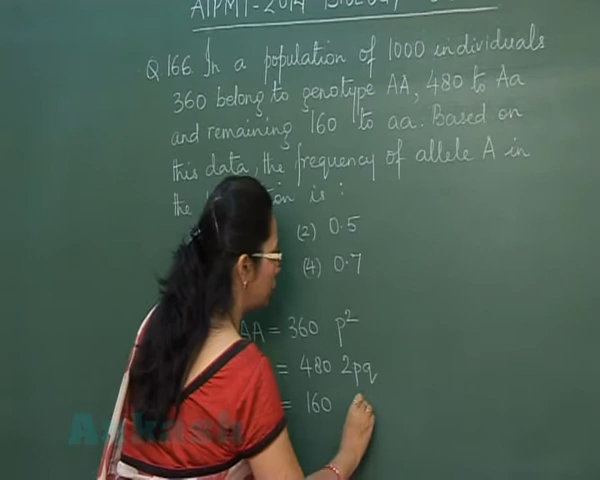 AIPMT-2014
Q 166. In a population of 1000 individuals
360 belong to genotype AA, 480 to Aa
and remaining 160 to aa. Based on
this data, the frequency of allele A in
the is :
(2) 0.5
(4) 0.7
AA = 360 p²
= 480 2pq
= 160
Aakash